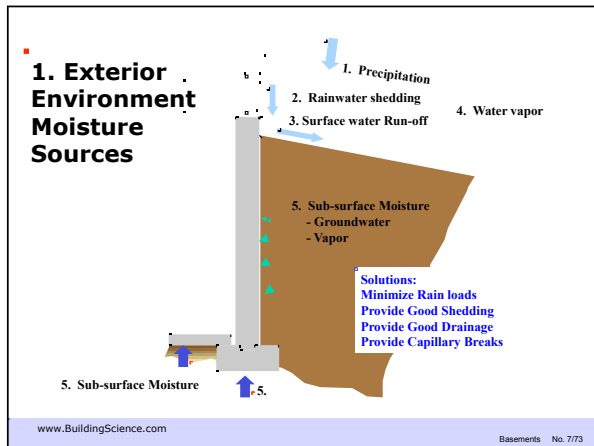 1. Exterior
Environment
Moisture
Sources
1. Precipitation
2. Rainwater shedding
3. Surface water Run-off
4. Water vapor
5. Sub-surface Moisture
- Groundwater
- Vapor
Solutions:
Minimize Rain loads
Provide Good Shedding
Provide Good Drainage
Provide Capillary Breaks
5. Sub-surface Moisture
5.
www.BuildingScience.com
Basements No. 7/73